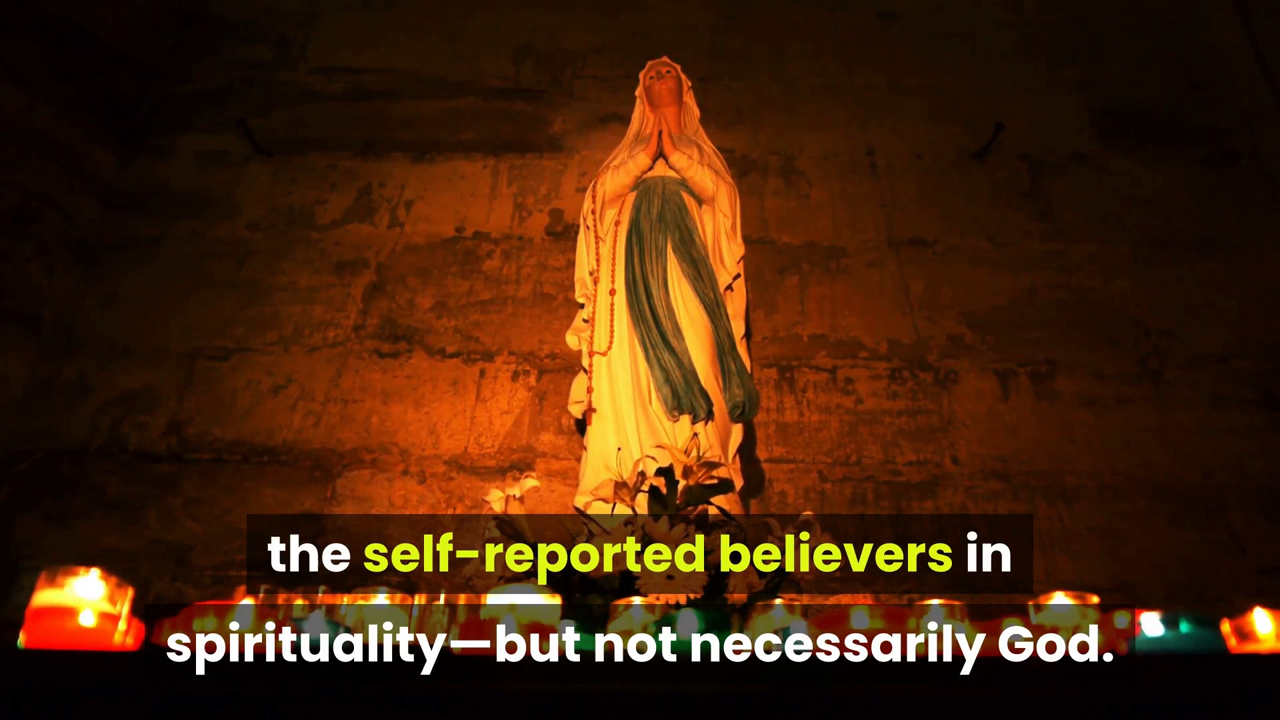 the self-reported believers in
spirituality—but not necessarily God.